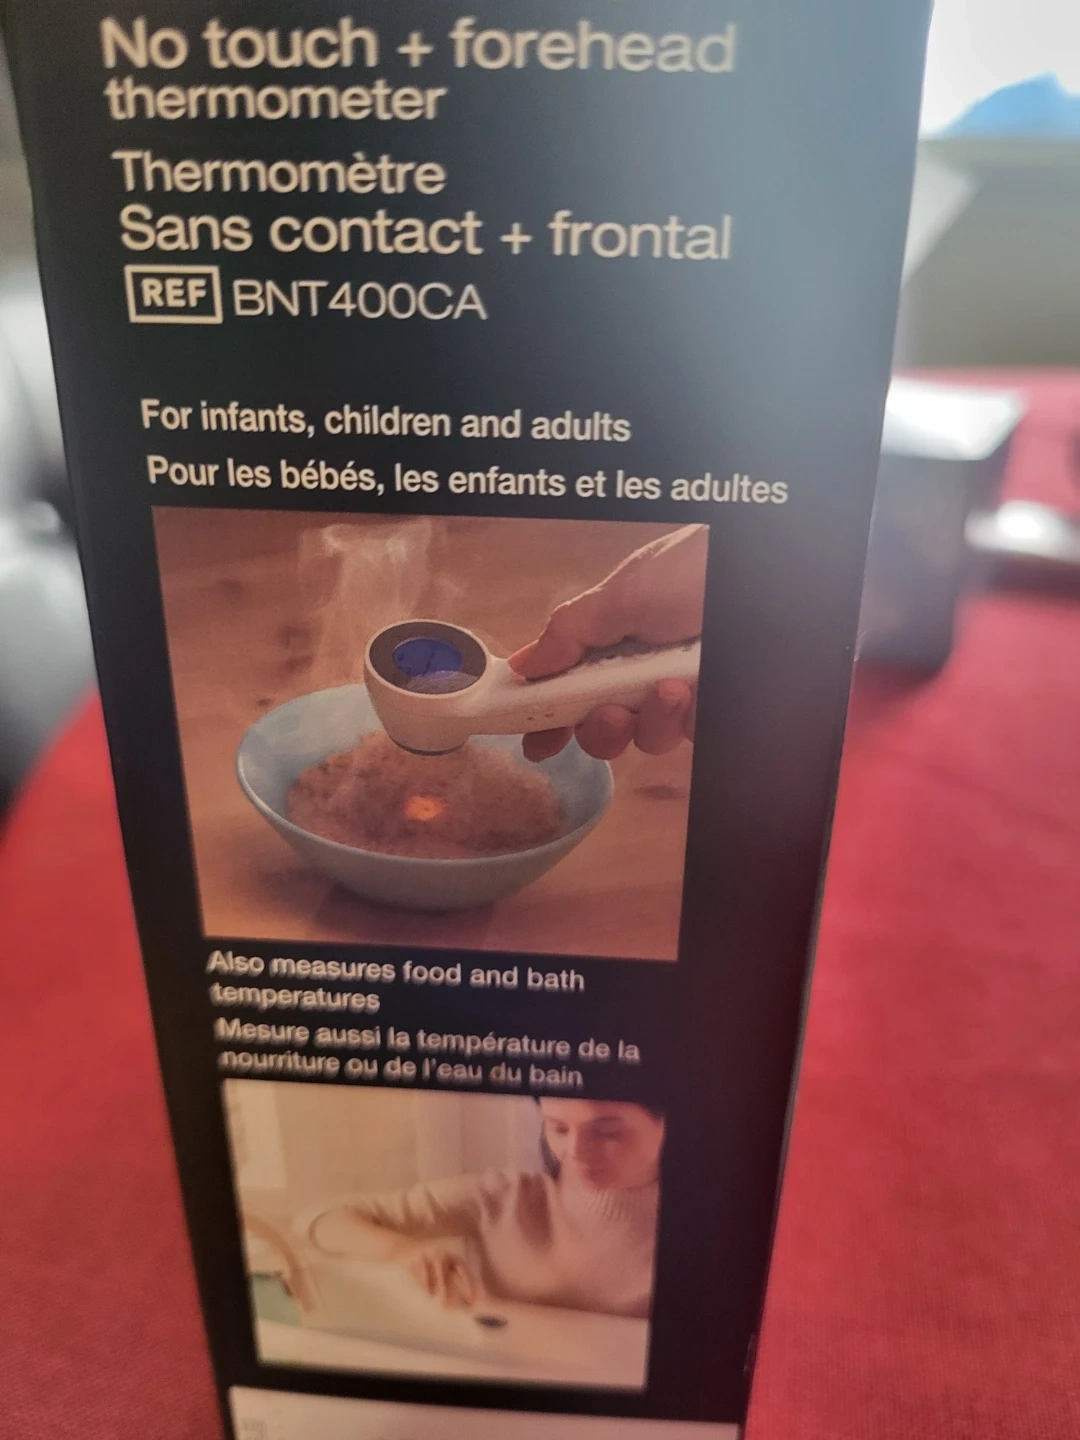 No touch + forehead
thermometer
Thermomètre
Sans contact + frontal
REF BNT400CA
For infants, children and adults
Pour les bébés, les enfants et les adultes
Also measures food and bath
temperatures
Mesure aussi la température de la
nourriture ou de l'eau du bain